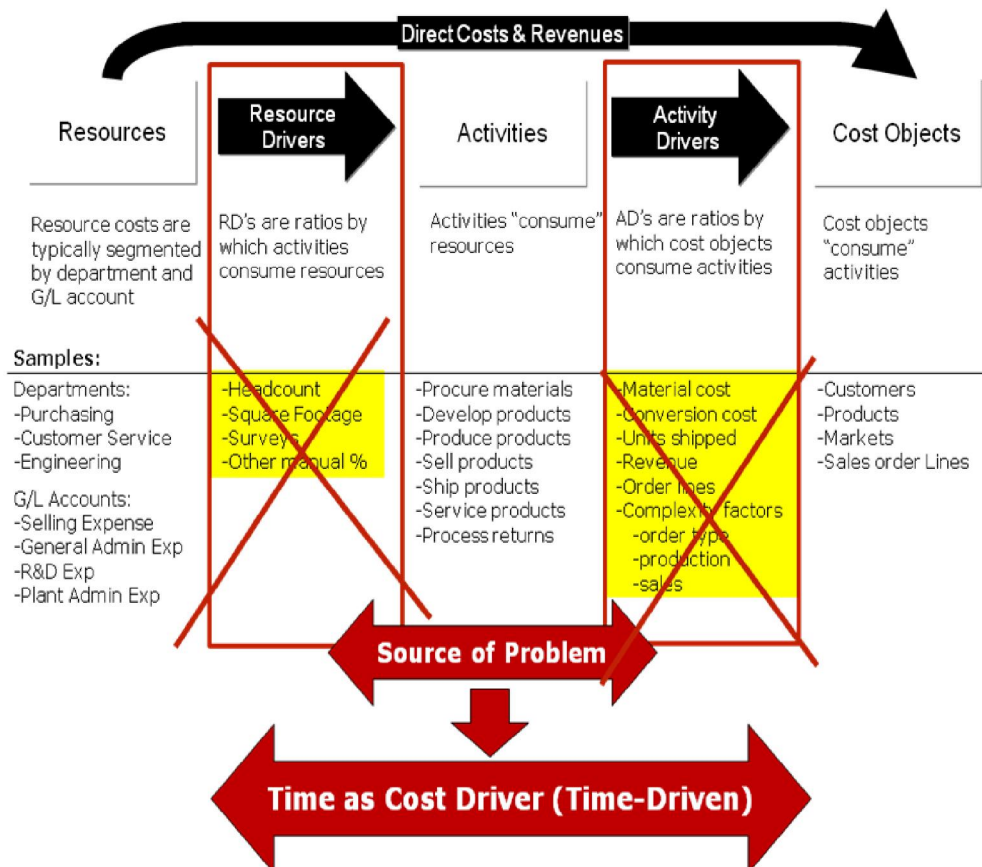 Direct Costs & Revenues
Resources
Resource
Drivers
Activities
Activity
Drivers
Cost Objects
Resource costs are
typically segmented
by department and
G/L account
RD's are ratios by
which activities
consume resources
Activities "consume"
resources
AD's are ratios by
which cost objects
consume activities
Cost objects
"consume"
activities
Samples:
Departments:
-Purchasing
-Customer Service
-Engineering
G/L Accounts:
-Selling Expense
-General Admin Exp
-R&D Exp
-Plant Admin Exp
-Headcount
-Square Footage
-Surveys
-Other manual %
-Procure materials
-Develop products
-Produce products
-Sell products
-Ship products
-Service products
-Process returns
-Material cost
-Conversion cost
-Units shipped
-Revenue
-Order lines
-Complexity factors
-order type
-production
-sales
-Customers
-Products
-Markets
-Sales order Lines
Source of Problem
Time as Cost Driver (Time-Driven)